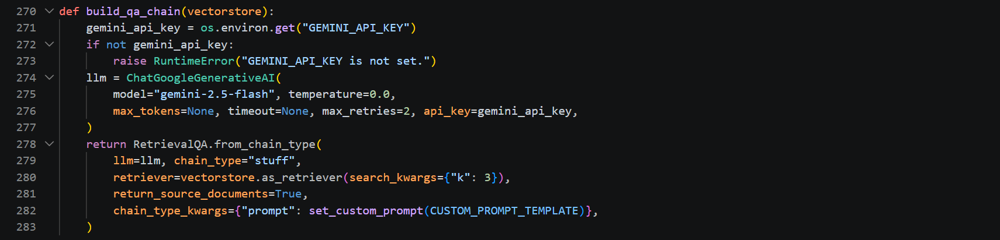 270 def build_qa_chain(vectorstore):
271     gemini_api_key = os.environ.get("GEMINI_API_KEY")
272     if not gemini_api_key:
273         raise RuntimeError("GEMINI_API_KEY is not set.")
274     llm = ChatGoogleGenerativeAI(
275         model="gemini-2.5-flash", temperature=0.0,
276         max_tokens=None, timeout=None, max_retries=2, api_key=gemini_api_key,
277     )
278     return RetrievalQA.from_chain_type(
279         llm=llm, chain_type="stuff",
280         retriever=vectorstore.as_retriever(search_kwargs={"k": 3}),
281         return_source_documents=True,
282         chain_type_kwargs={"prompt": set_custom_prompt(CUSTOM_PROMPT_TEMPLATE)},
283     )